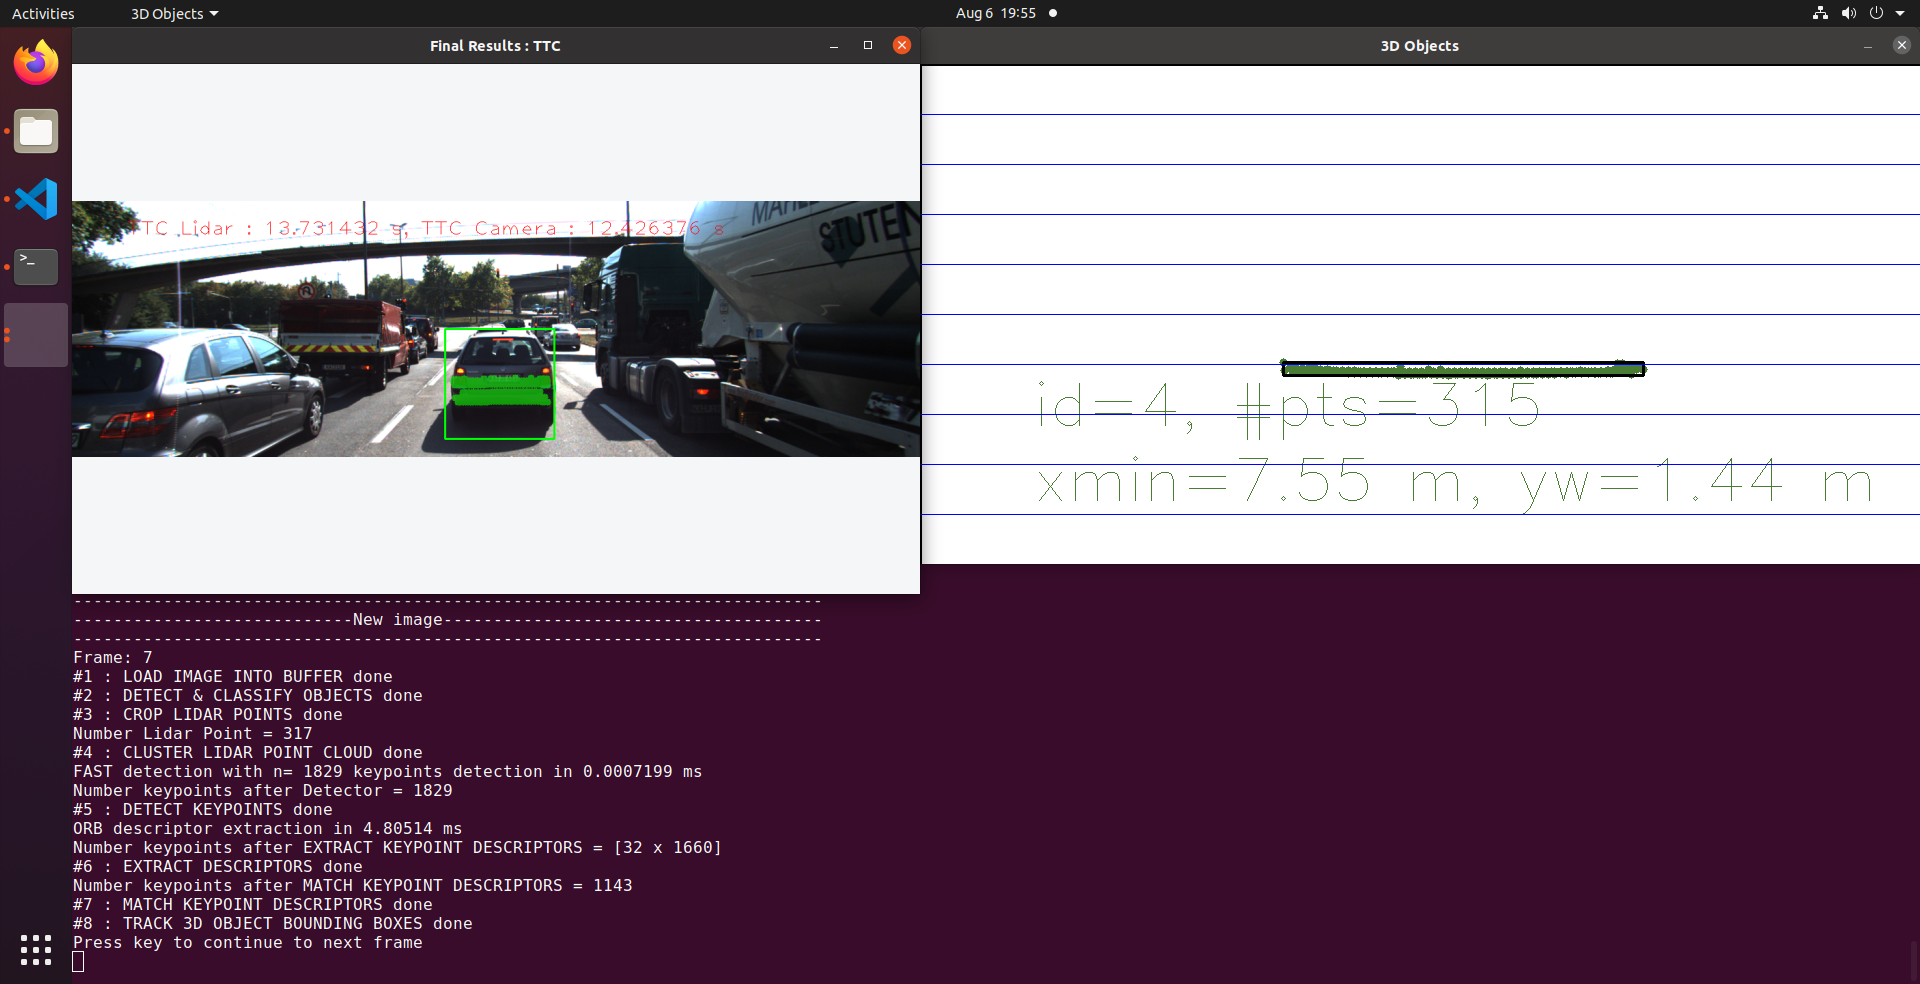 Activities
3D Objects
Aug 6 19:55
Final Results : TTC
3D Objects
TC Lidar : 13.731432 s, TTC Camera : 12.426376 s
STUTEN
id=4, #pts=315
xmin=7.55 m, yw=1.44 m
--------------------------------------------------------------------------- 
----------------------------New image--------------------------------------
---------------------------------------------------------------------------
Frame: 7
#1 : LOAD IMAGE INTO BUFFER done
#2 : DETECT & CLASSIFY OBJECTS done
#3 : CROP LIDAR POINTS done
Number Lidar Point = 317
#4 : CLUSTER LIDAR POINT CLOUD done
FAST detection with n= 1829 keypoints detection in 0.0007199 ms
Number keypoints after Detector = 1829
#5 : DETECT KEYPOINTS done
ORB descriptor extraction in 4.80514 ms
Number keypoints after EXTRACT KEYPOINT DESCRIPTORS = [32 x 1660]
#6 : EXTRACT DESCRIPTORS done
Number keypoints after MATCH KEYPOINT DESCRIPTORS = 1143
#7 : MATCH KEYPOINT DESCRIPTORS done
#8 : TRACK 3D OBJECT BOUNDING BOXES done
Press key to continue to next frame